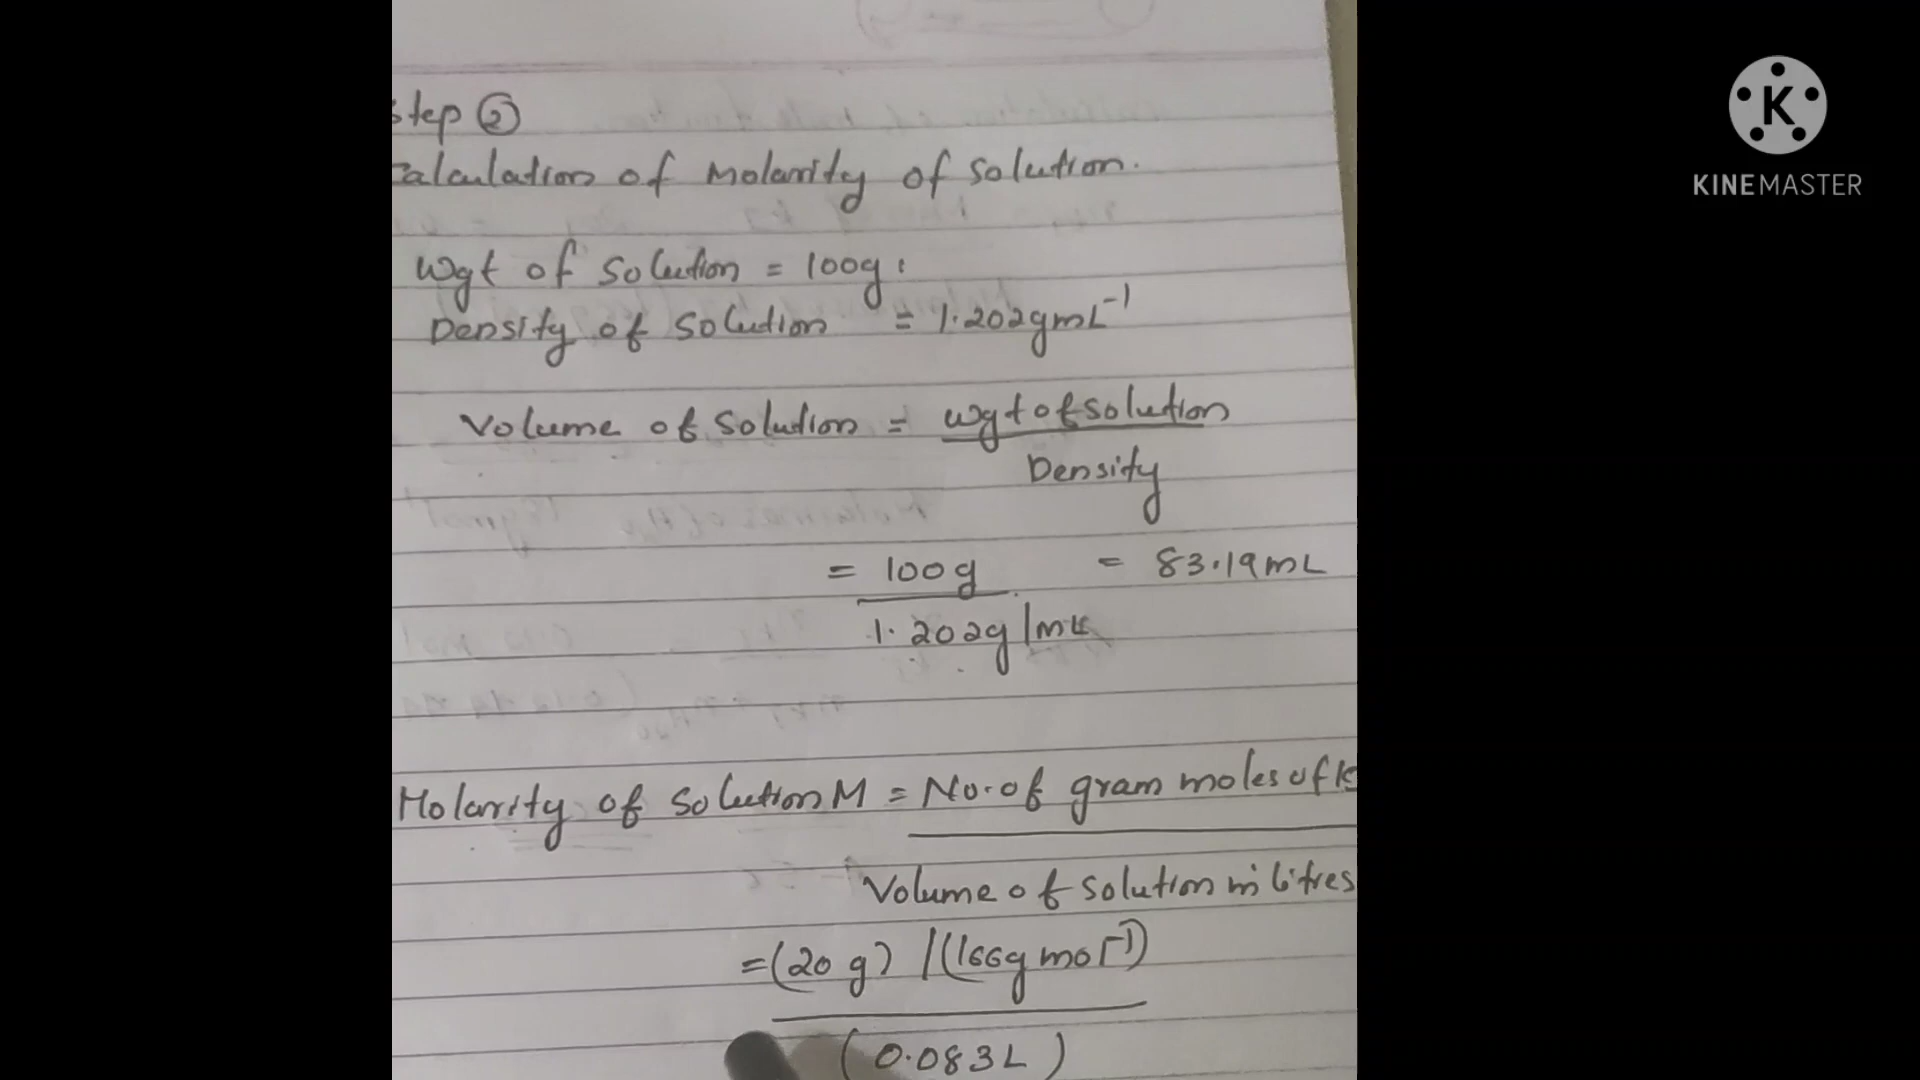 Step ②
Calculation of Molarity of solution.
Wgt of solution = 100g.
Density of solution = 1.202gmL⁻¹
Volume of solution = wgt of solution
Density
= 100g = 83.19mL
1.202g/mL
Molarity of solution M = No. of gram moles of K
Volume of solution in litres
= (20 g) /(166g mol⁻¹)
(0.083L)
K
KINEMASTER